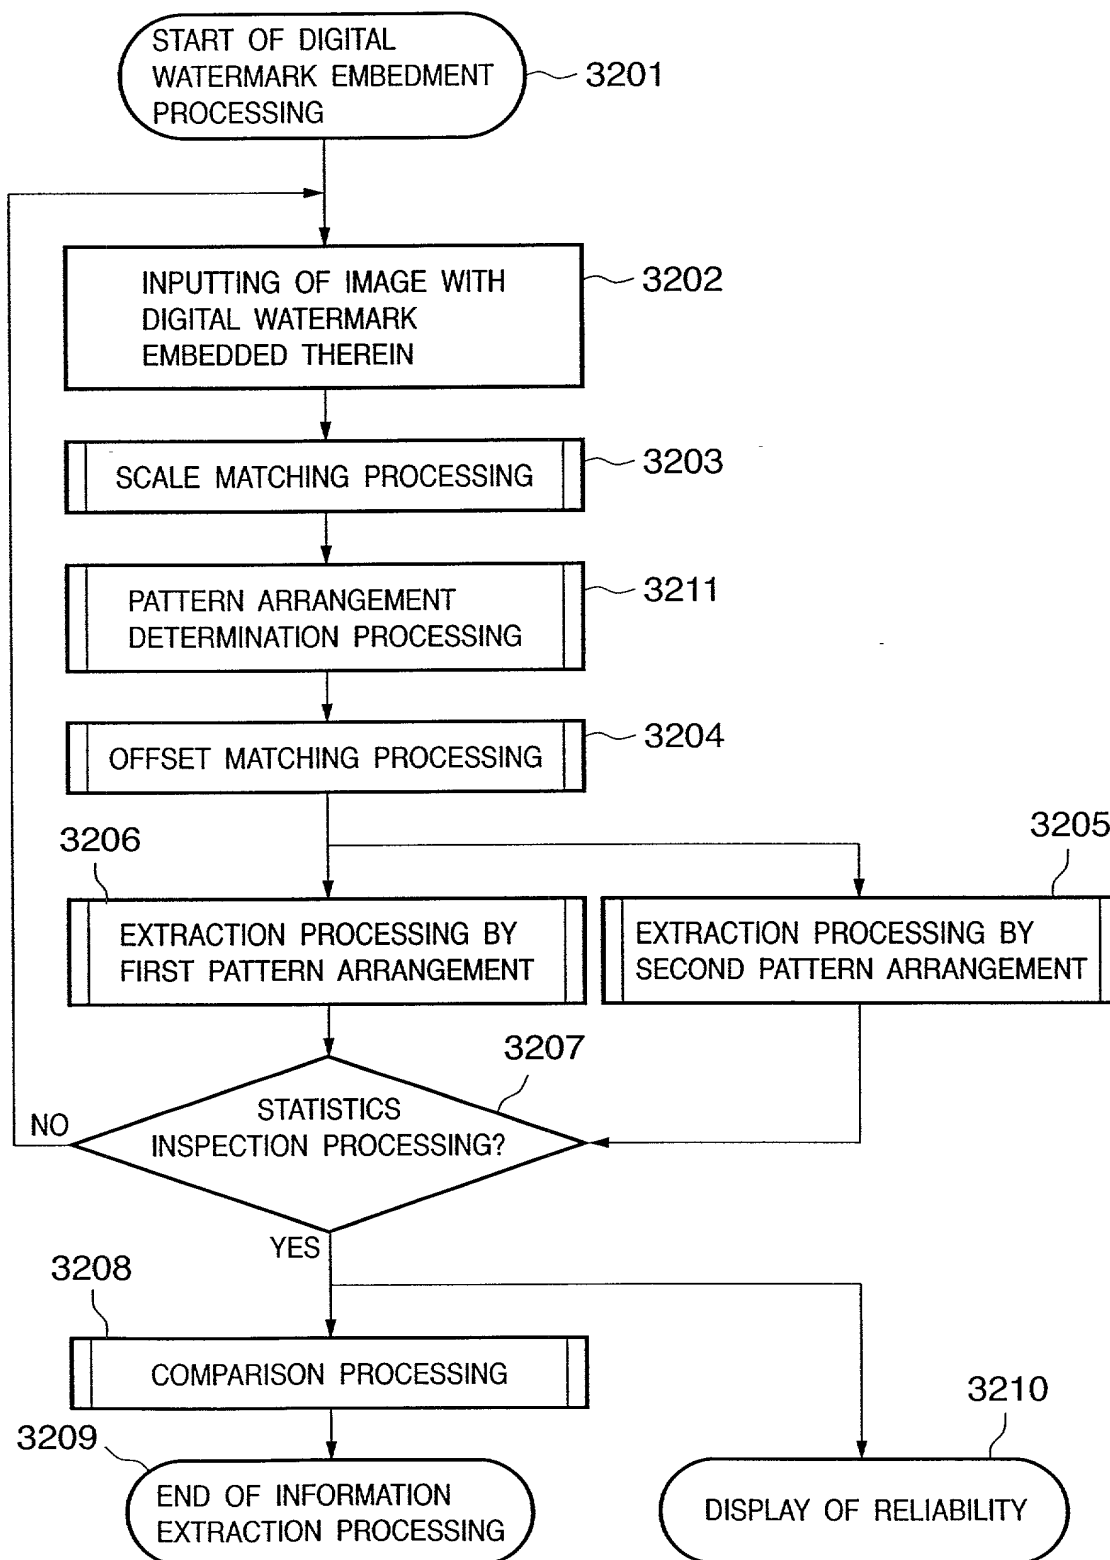 START OF DIGITAL
WATERMARK EMBEDMENT
PROCESSING
3201
INPUTTING OF IMAGE WITH
DIGITAL WATERMARK
EMBEDDED THEREIN
3202
SCALE MATCHING PROCESSING
3203
PATTERN ARRANGEMENT
DETERMINATION PROCESSING
3211
OFFSET MATCHING PROCESSING
3204
3206
EXTRACTION PROCESSING BY
FIRST PATTERN ARRANGEMENT
3205
EXTRACTION PROCESSING BY
SECOND PATTERN ARRANGEMENT
3207
STATISTICS
INSPECTION PROCESSING?
NO
YES
3208
COMPARISON PROCESSING
3209
END OF INFORMATION
EXTRACTION PROCESSING
3210
DISPLAY OF RELIABILITY